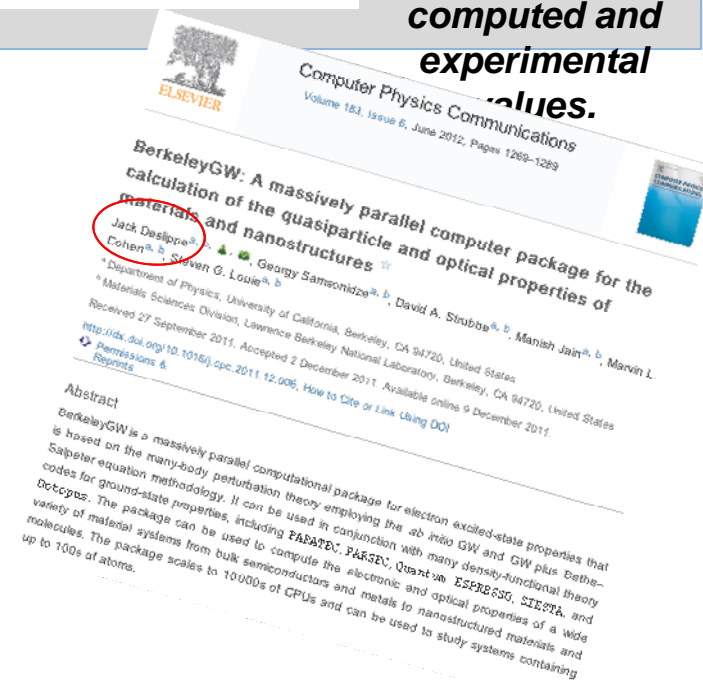 computed and
experimental
values.
ELSEVIER
Computer Physics Communications
Volume 183, Issue 6, June 2012, Pages 1269–1289
COMPUTER PHYSICS
COMMUNICATIONS
BerkeleyGW: A massively parallel computer package for the
calculation of the quasiparticle and optical properties of
materials and nanostructures ☆
Jack Deslippe a, b, Georgy Samsonidze a, b, David A. Strubbe a, b, Manish Jain a, b, Marvin L.
Cohen a, b, Steven G. Louie a, b
a Department of Physics, University of California, Berkeley, CA 94720, United States
b Materials Sciences Division, Lawrence Berkeley National Laboratory, Berkeley, CA 94720, United States
Received 27 September 2011. Accepted 2 December 2011. Available online 9 December 2011.
http://dx.doi.org/10.1016/j.cpc.2011.12.006, How to Cite or Link Using DOI
Permissions &
Reprints
Abstract
BerkeleyGW is a massively parallel computational package for electron excited-state properties that
is based on the many-body perturbation theory employing the ab initio GW and GW plus Bethe–
Salpeter equation methodology. It can be used in conjunction with many density-functional theory
codes for ground-state properties, including PARATEC, PARSEC, Quantum ESPRESSO, SIESTA, and
Octopus. The package can be used to compute the electronic and optical properties of a wide
variety of material systems from bulk semiconductors and metals to nanostructured materials and
molecules. The package scales to 10 000s of CPUs and can be used to study systems containing
up to 100s of atoms.